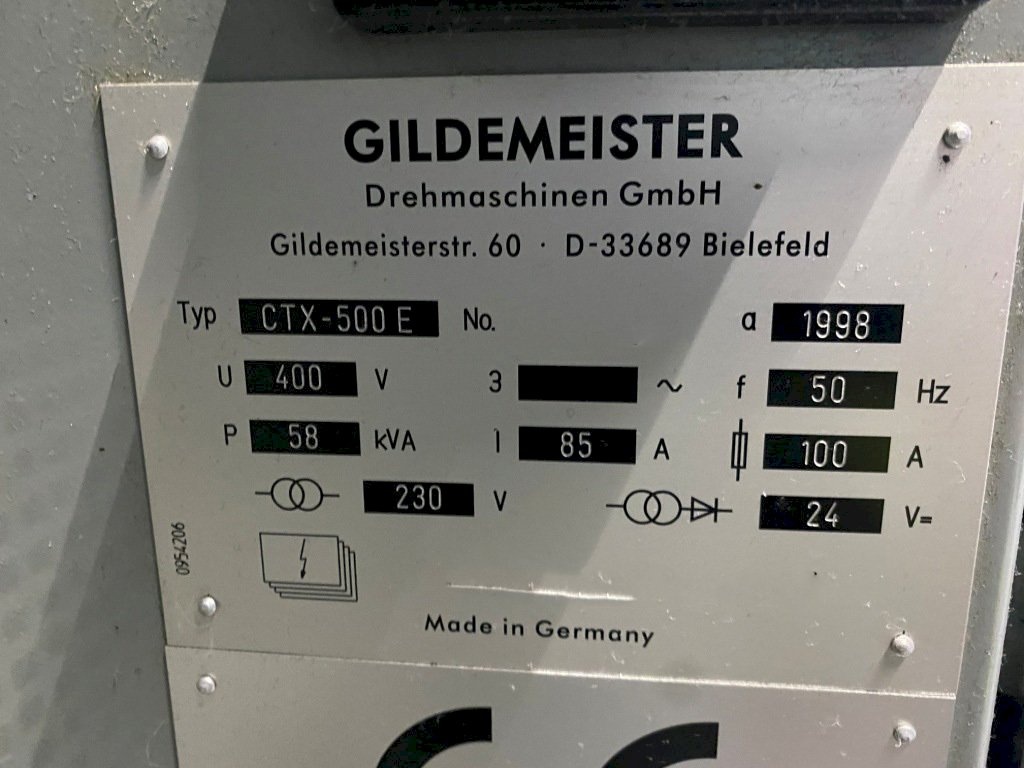 GILDEMEISTER
Drehmaschinen GmbH
Gildemeisterstr. 60 · D-33689 Bielefeld
Typ CTX-500 E No. a 1998
U 400 V 3 ~ f 50 Hz
P 58 kVA I 85 A 100 A
230 V 24 V=
0954206
Made in Germany
CE